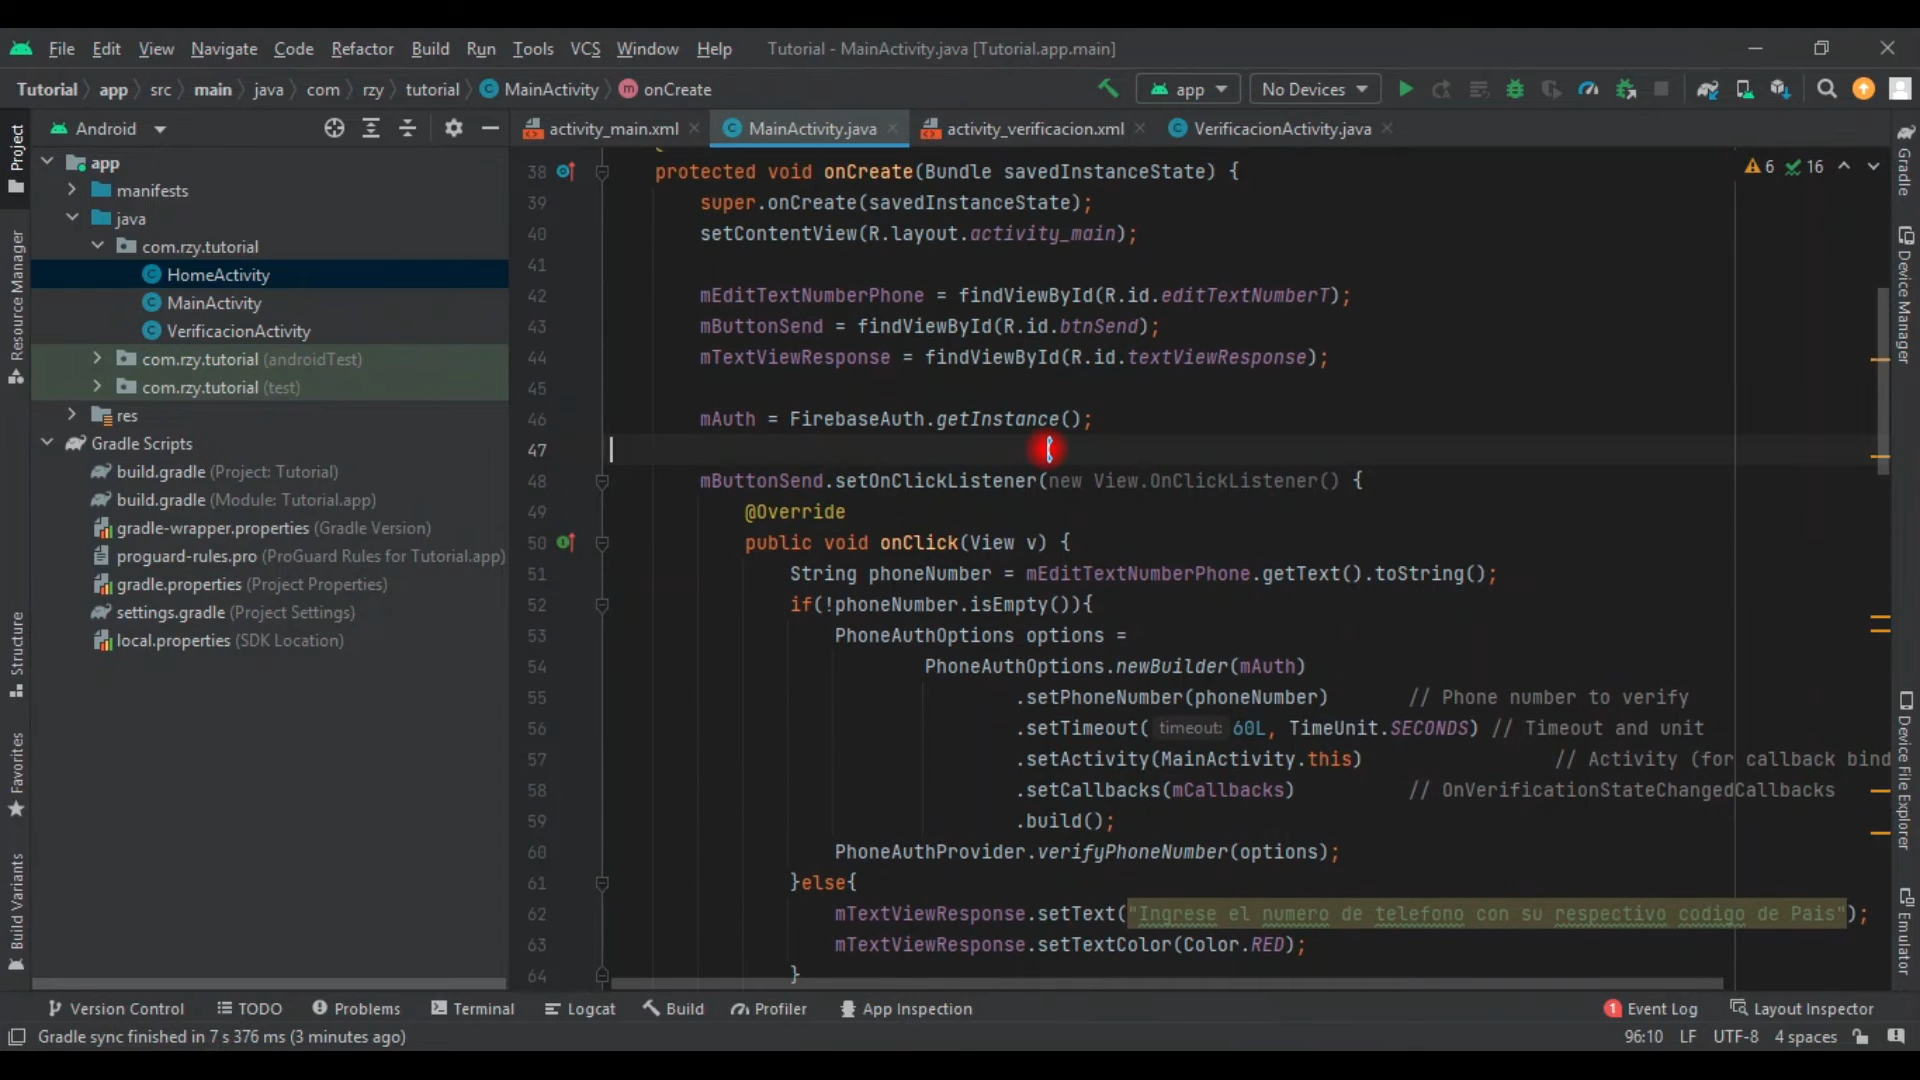 File Edit View Navigate Code Refactor Build Run Tools VCS Window Help Tutorial - MainActivity.java [Tutorial.app.main]
Tutorial app src main java com rzy tutorial MainActivity onCreate app No Devices
Android
activity_main.xml MainActivity.java activity_verificacion.xml VerificacionActivity.java
Project
Resource Manager
Structure
Favorites
Build Variants
app
manifests
java
com.rzy.tutorial
HomeActivity
MainActivity
VerificacionActivity
com.rzy.tutorial (androidTest)
com.rzy.tutorial (test)
res
Gradle Scripts
build.gradle (Project: Tutorial)
build.gradle (Module: Tutorial.app)
gradle-wrapper.properties (Gradle Version)
proguard-rules.pro (ProGuard Rules for Tutorial.app)
gradle.properties (Project Properties)
settings.gradle (Project Settings)
local.properties (SDK Location)
6 16
38 protected void onCreate(Bundle savedInstanceState) {
39 super.onCreate(savedInstanceState);
40 setContentView(R.layout.activity_main);
41
42 mEditTextNumberPhone = findViewById(R.id.editTextNumberT);
43 mButtonSend = findViewById(R.id.btnSend);
44 mTextViewResponse = findViewById(R.id.textViewResponse);
45
46 mAuth = FirebaseAuth.getInstance();
47
48 mButtonSend.setOnClickListener(new View.OnClickListener() {
49 @Override
50 public void onClick(View v) {
51 String phoneNumber = mEditTextNumberPhone.getText().toString();
52 if(!phoneNumber.isEmpty()){
53 PhoneAuthOptions options =
54 PhoneAuthOptions.newBuilder(mAuth)
55 .setPhoneNumber(phoneNumber) // Phone number to verify
56 .setTimeout( timeout: 60L, TimeUnit.SECONDS) // Timeout and unit
57 .setActivity(MainActivity.this) // Activity (for callback bind
58 .setCallbacks(mCallbacks) // OnVerificationStateChangedCallbacks
59 .build();
60 PhoneAuthProvider.verifyPhoneNumber(options);
61 }else{
62 mTextViewResponse.setText("Ingrese el numero de telefono con su respectivo codigo de Pais");
63 mTextViewResponse.setTextColor(Color.RED);
64 }
Gradle
Device Manager
Device File Explorer
Emulator
Version Control TODO Problems Terminal Logcat Build Profiler App Inspection 1 Event Log Layout Inspector
Gradle sync finished in 7 s 376 ms (3 minutes ago) 96:10 LF UTF-8 4 spaces